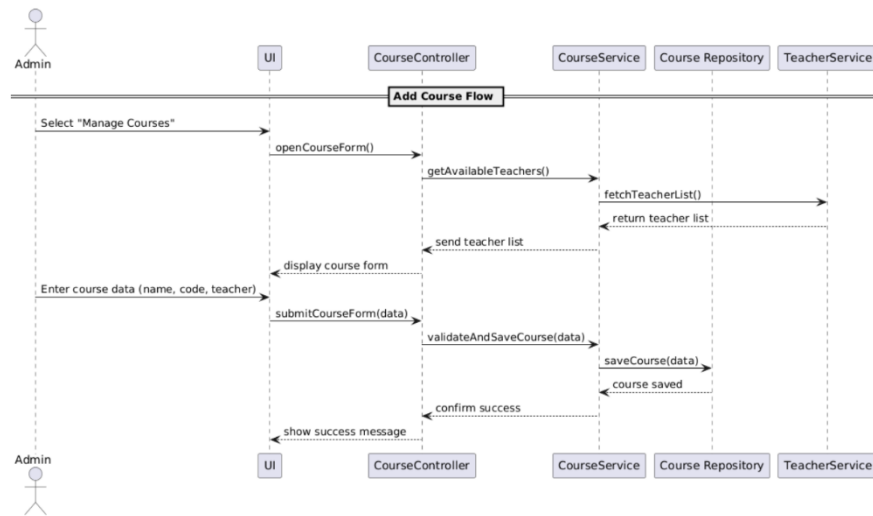 Admin
UI
CourseController
CourseService
Course Repository
TeacherService
Add Course Flow
Select "Manage Courses"
openCourseForm()
getAvailableTeachers()
fetchTeacherList()
return teacher list
send teacher list
display course form
Enter course data (name, code, teacher)
submitCourseForm(data)
validateAndSaveCourse(data)
saveCourse(data)
course saved
confirm success
show success message
Admin
UI
CourseController
CourseService
Course Repository
TeacherService